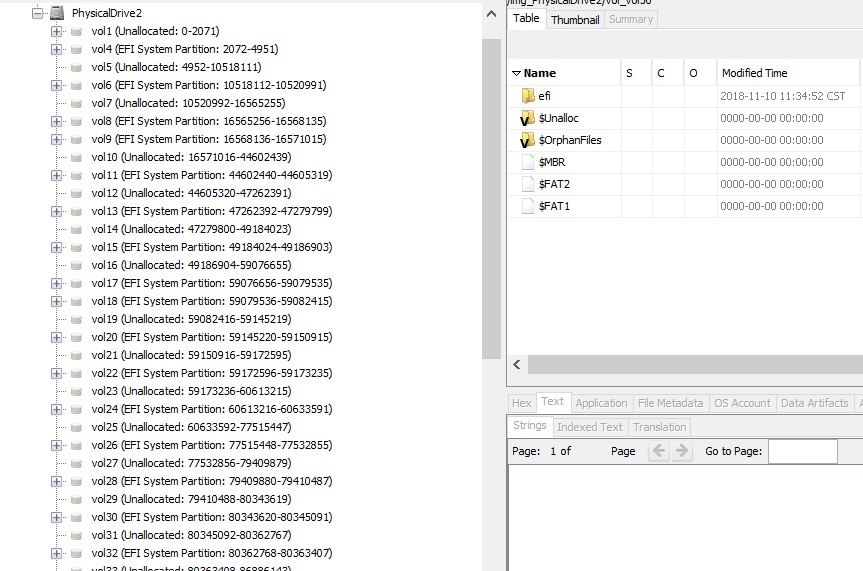 PhysicalDrive2
vol1 (Unallocated: 0-2071)
vol4 (EFI System Partition: 2072-4951)
vol5 (Unallocated: 4952-10518111)
vol6 (EFI System Partition: 10518112-10520991)
vol7 (Unallocated: 10520992-16565255)
vol8 (EFI System Partition: 16565256-16568135)
vol9 (EFI System Partition: 16568136-16571015)
vol10 (Unallocated: 16571016-44602439)
vol11 (EFI System Partition: 44602440-44605319)
vol12 (Unallocated: 44605320-47262391)
vol13 (EFI System Partition: 47262392-47279799)
vol14 (Unallocated: 47279800-49184023)
vol15 (EFI System Partition: 49184024-49186903)
vol16 (Unallocated: 49186904-59076655)
vol17 (EFI System Partition: 59076656-59079535)
vol18 (EFI System Partition: 59079536-59082415)
vol19 (Unallocated: 59082416-59145219)
vol20 (EFI System Partition: 59145220-59150915)
vol21 (Unallocated: 59150916-59172595)
vol22 (EFI System Partition: 59172596-59173235)
vol23 (Unallocated: 59173236-60613215)
vol24 (EFI System Partition: 60613216-60633591)
vol25 (Unallocated: 60633592-77515447)
vol26 (EFI System Partition: 77515448-77532855)
vol27 (Unallocated: 77532856-79409879)
vol28 (EFI System Partition: 79409880-79410487)
vol29 (Unallocated: 79410488-80343619)
vol30 (EFI System Partition: 80343620-80345091)
vol31 (Unallocated: 80345092-80362767)
vol32 (EFI System Partition: 80362768-80363407)
vol33 (Unallocated: 80363408-86886143)
/img_PhysicalDrive2/vol_vol30
Table Thumbnail Summary
Name S C O Modified Time
efi 2018-11-10 11:34:52 CST
$Unalloc 0000-00-00 00:00:00
$OrphanFiles 0000-00-00 00:00:00
$MBR 0000-00-00 00:00:00
$FAT2 0000-00-00 00:00:00
$FAT1 0000-00-00 00:00:00
Hex Text Application File Metadata OS Account Data Artifacts
Strings Indexed Text Translation
Page: 1 of Page Go to Page: